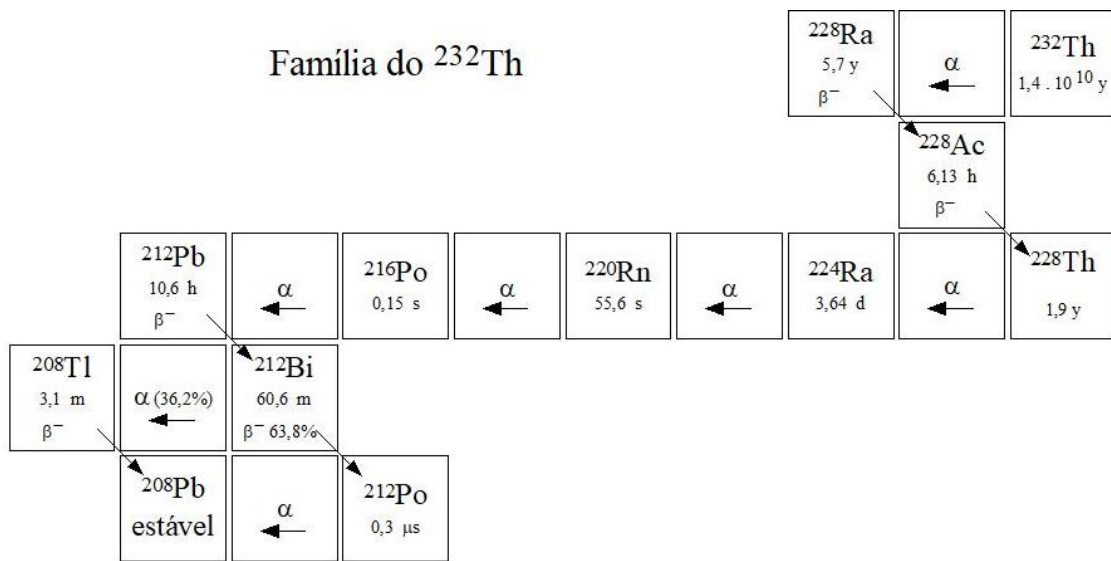 Família do ²³²Th
²²⁸Ra
5,7 y
β⁻
α
²³²Th
1,4 . 10 ¹⁰ y
²²⁸Ac
6,13 h
β⁻
²¹²Pb
10,6 h
β⁻
α
²¹⁶Po
0,15 s
α
²²⁰Rn
55,6 s
α
²²⁴Ra
3,64 d
α
²²⁸Th
1,9 y
²⁰⁸Tl
3,1 m
β⁻
α (36,2%)
²¹²Bi
60,6 m
β⁻ 63,8%
²⁰⁸Pb
estável
α
²¹²Po
0,3 μs